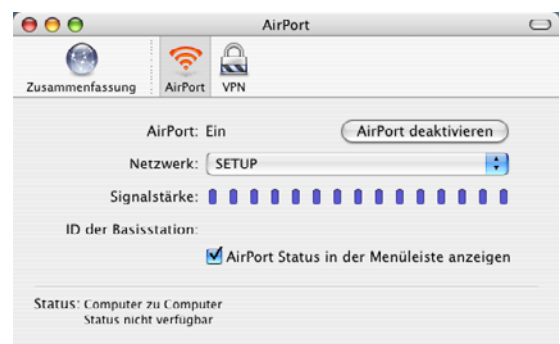 AirPort
Zusammenfassung
AirPort
VPN
AirPort: Ein
AirPort deaktivieren
Netzwerk: SETUP
Signalstärke:
ID der Basisstation:
AirPort Status in der Menüleiste anzeigen
Status: Computer zu Computer
Status nicht verfügbar